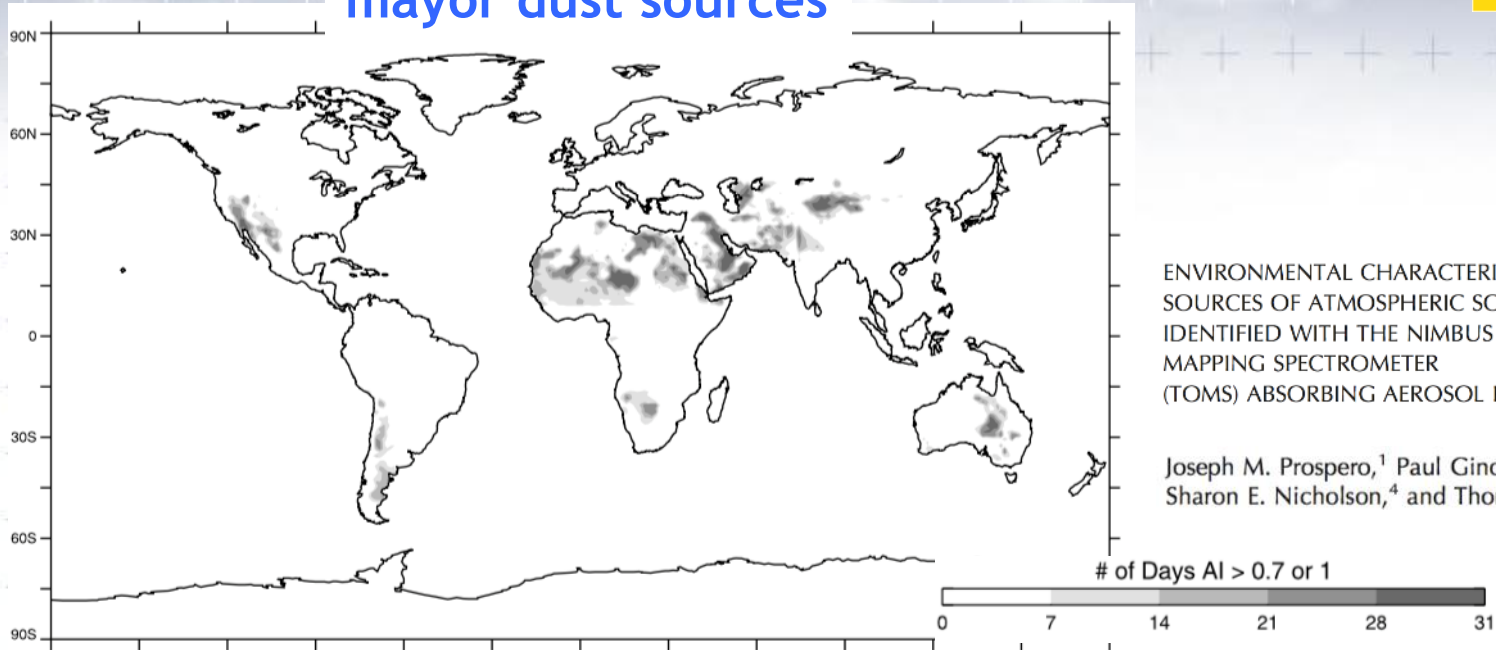 mayor dust sources
90N
60N
30N
0
30S
60S
90S
ENVIRONMENTAL CHARACTERI
SOURCES OF ATMOSPHERIC SO
IDENTIFIED WITH THE NIMBUS
MAPPING SPECTROMETER
(TOMS) ABSORBING AEROSOL
Joseph M. Prospero,¹ Paul Gino
Sharon E. Nicholson,⁴ and Tho
# of Days AI > 0.7 or 1
0 7 14 21 28 31